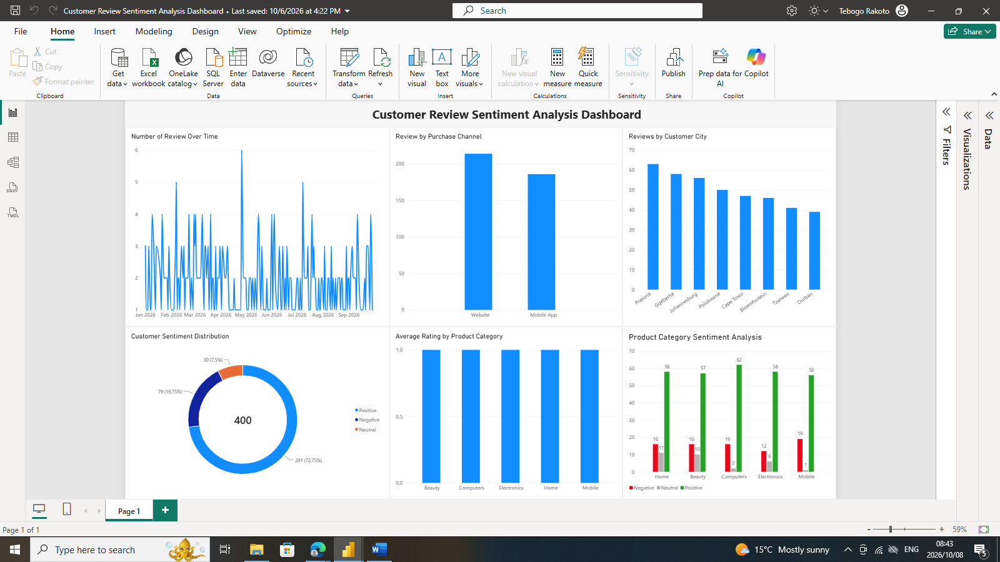 Customer Review Sentiment Analysis Dashboard • Last saved: 10/6/2026 at 4:22 PM
Search
Tebogo Rakoto
File Home Insert Modeling Design View Optimize Help
Share
Paste
Cut
Copy
Format painter
Clipboard
Get data
Excel workbook
OneLake catalog
SQL Server
Enter data
Dataverse
Recent sources
Data
Transform data
Refresh
Queries
New visual
Text box
More visuals
Insert
New visual calculation
New measure
Quick measure
Calculations
Sensitivity
Sensitivity
Publish
Share
Prep data for AI
Copilot
Copilot
DAX
TMDL
Customer Review Sentiment Analysis Dashboard
Number of Review Over Time
6
5
4
3
2
1
Jan 2026 Feb 2026 Mar 2026 Apr 2026 May 2026 Jun 2026 Jul 2026 Aug 2026 Sep 2026
Review by Purchase Channel
200
150
100
50
0
Website Mobile App
Reviews by Customer City
70
60
50
40
30
20
10
0
Pretoria Gqeberha Johannesburg Polokwane Cape Town Bloemfontein Tzaneen Durban
Customer Sentiment Distribution
30 (7,5%)
79 (19,75%)
400
291 (72,75%)
Positive
Negative
Neutral
Average Rating by Product Category
1,0
0,5
0,0
Beauty Computers Electronics Home Mobile
Product Category Sentiment Analysis
70
60
50
40
30
20
10
0
16 11 58
16 10 57
16 2 62
12 6 58
19 1 56
Home Beauty Computers Electronics Mobile
Negative Neutral Positive
Filters
Visualizations
Data
Page 1
+
Page 1 of 1
- + 59%
Type here to search
15°C Mostly sunny
ENG
08:43
2026/10/08
5